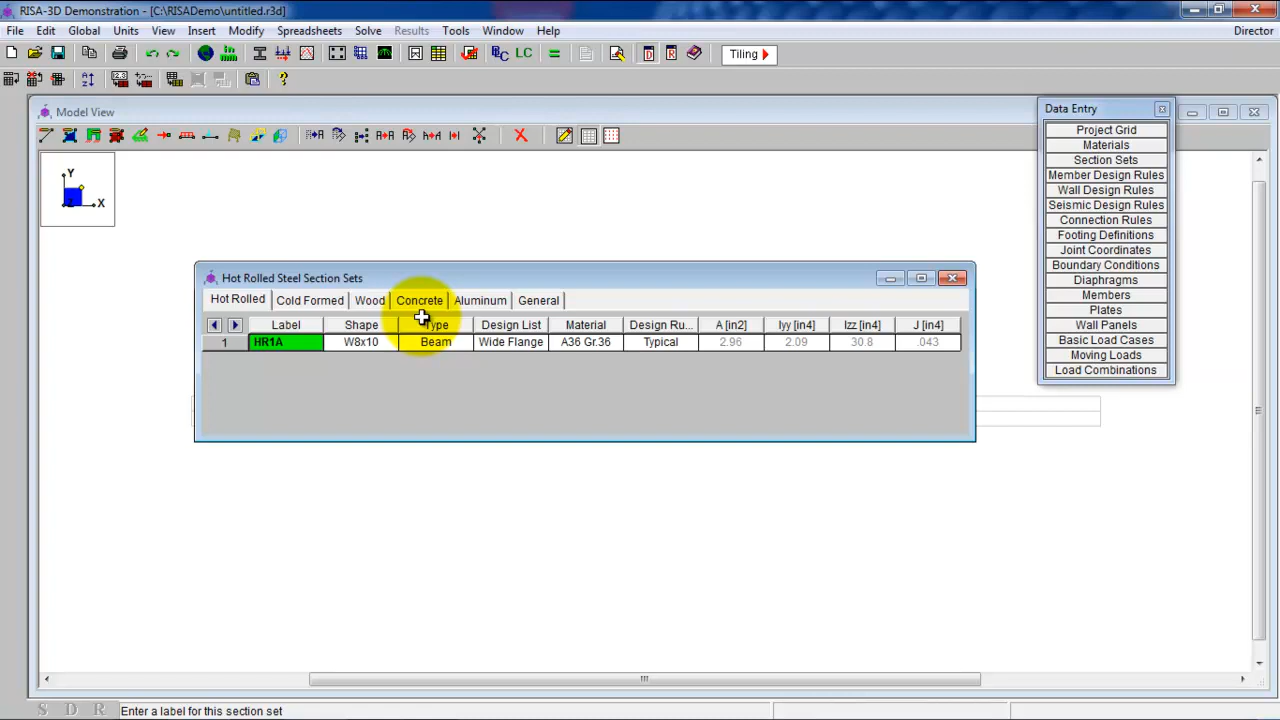 RISA-3D Demonstration - [C:\RISADemo\untitled.r3d]
File Edit Global Units View Insert Modify Spreadsheets Solve Results Tools Window Help Director
LC = D R Tiling
Model View
Data Entry
Project Grid
Materials
Section Sets
Member Design Rules
Wall Design Rules
Seismic Design Rules
Connection Rules
Footing Definitions
Joint Coordinates
Boundary Conditions
Diaphragms
Members
Plates
Wall Panels
Basic Load Cases
Moving Loads
Load Combinations
Y
X
Z
Hot Rolled Steel Section Sets
Hot Rolled Cold Formed Wood Concrete Aluminum General
Label Shape Type Design List Material Design Ru... A [in2] Iyy [in4] Izz [in4] J [in4]
1 HR1A W8x10 Beam Wide Flange A36 Gr.36 Typical 2.96 2.09 30.8 .043
S D R Enter a label for this section set